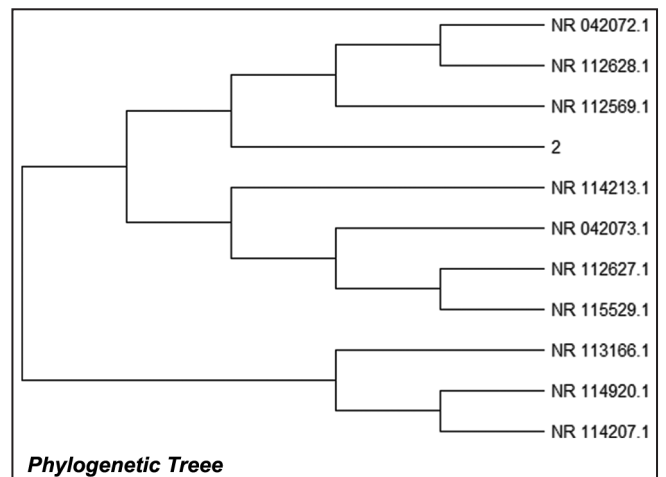 NR 042072.1
NR 112628.1
NR 112569.1
2
NR 114213.1
NR 042073.1
NR 112627.1
NR 115529.1
NR 113166.1
NR 114920.1
NR 114207.1
Phylogenetic Treee